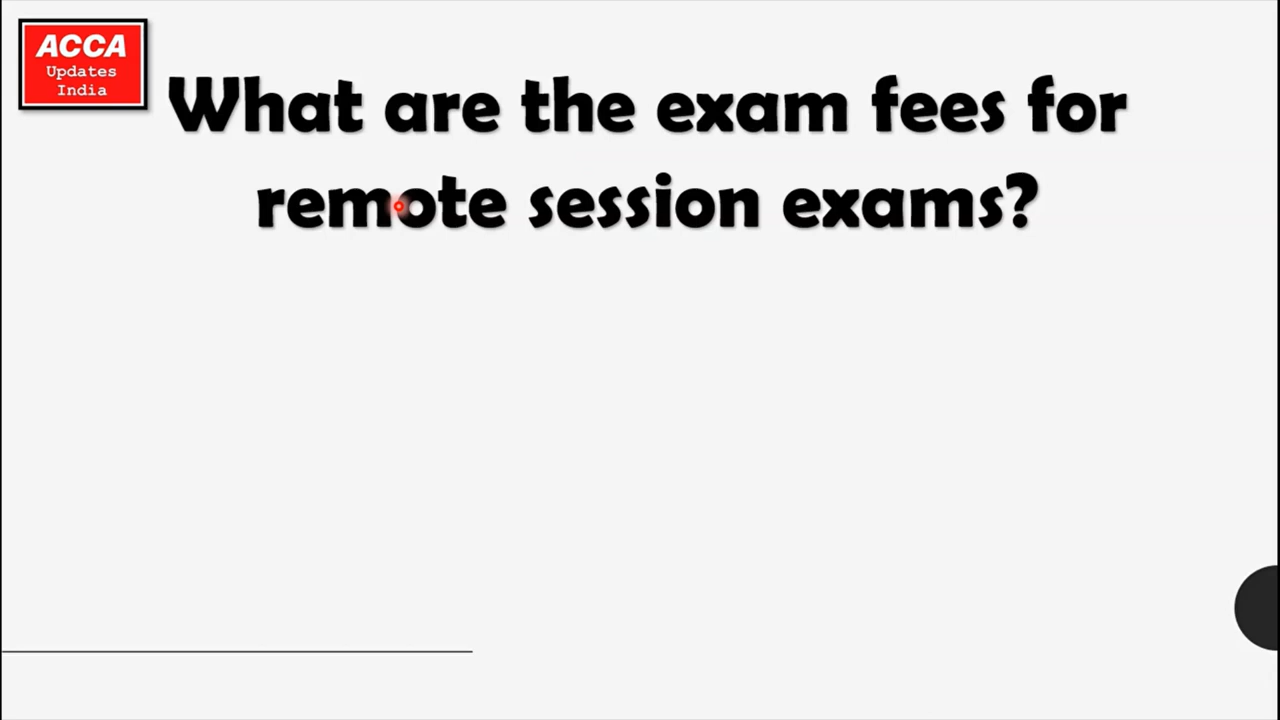 ACCA
Updates
India
What are the exam fees for
remote session exams?